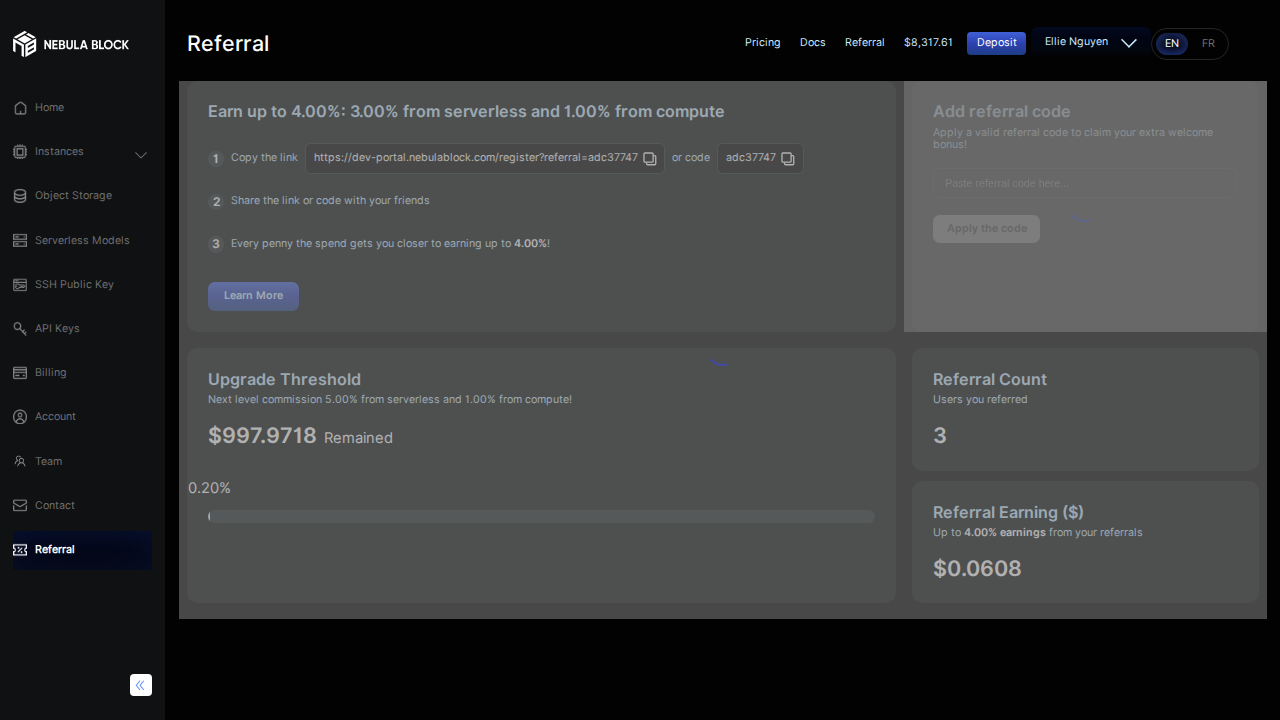 NEBULA BLOCK
Home
Instances
Object Storage
Serverless Models
SSH Public Key
API Keys
Billing
Account
Team
Contact
Referral
Referral
Pricing
Docs
Referral
$8,317.61
Deposit
Ellie Nguyen
EN
FR
Earn up to 4.00%: 3.00% from serverless and 1.00% from compute
1 Copy the link https://dev-portal.nebulablock.com/register?referral=adc37747 or code adc37747
2 Share the link or code with your friends
3 Every penny the spend gets you closer to earning up to 4.00%!
Learn More
Add referral code
Apply a valid referral code to claim your extra welcome
bonus!
Paste referral code here...
Apply the code
Upgrade Threshold
Next level commission 5.00% from serverless and 1.00% from compute!
$997.9718 Remained
0.20%
Referral Count
Users you referred
3
Referral Earning ($)
Up to 4.00% earnings from your referrals
$0.0608